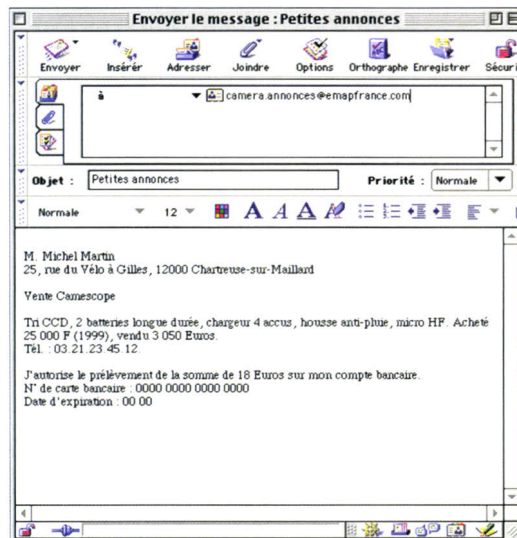 Envoyer le message : Petites annonces
Envoyer Insérer Adresser Joindre Options Orthographe Enregistrer Sécuri
à camera.annonces@emapfrance.com
Objet : Petites annonces Priorité : Normale
Normale 12 A A A
M. Michel Martin
25, rue du Vélo à Gilles, 12000 Chartreuse-sur-Maillard
Vente Camescope
Tri CCD, 2 batteries longue durée, chargeur 4 accus, housse anti-pluie, micro HF. Acheté
25 000 F (1999), vendu 3 050 Euros.
Tél. : 03.21.23.45.12.
J'autorise le prélèvement de la somme de 18 Euros sur mon compte bancaire.
N° de carte bancaire : 0000 0000 0000 0000
Date d'expiration : 00 00